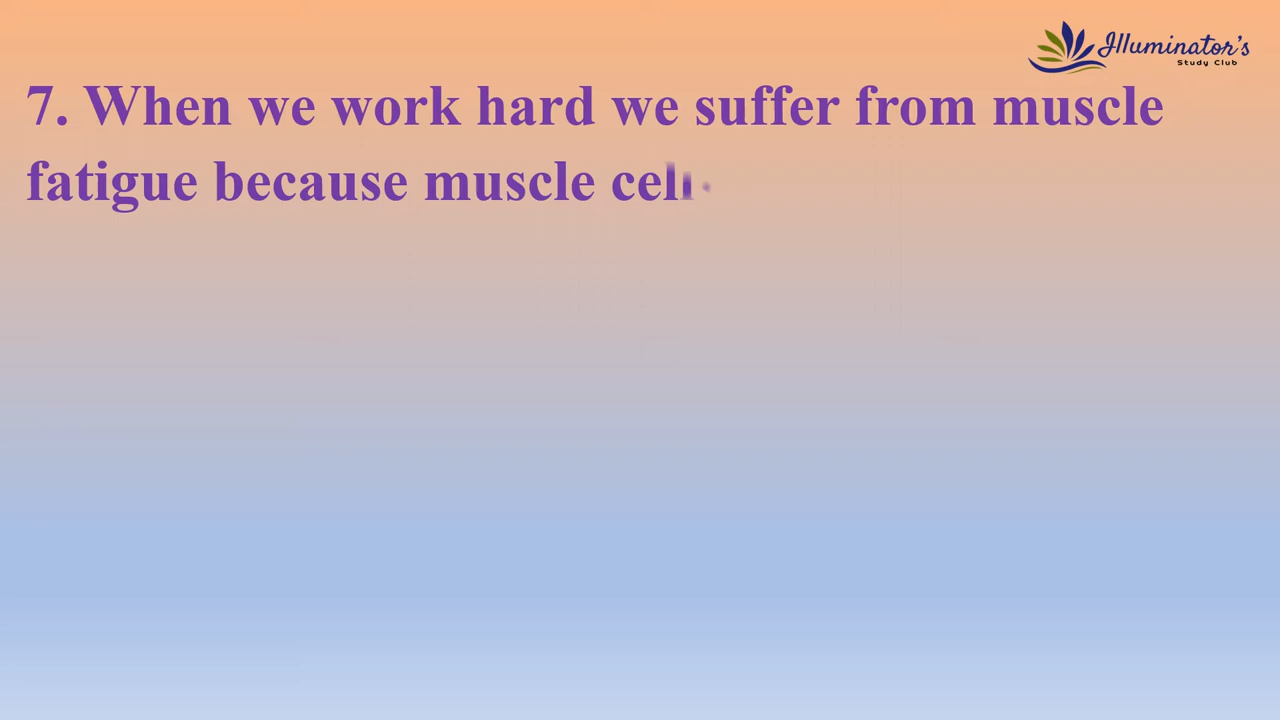 Illuminator's
Study Club
7. When we work hard we suffer from muscle
fatigue because muscle